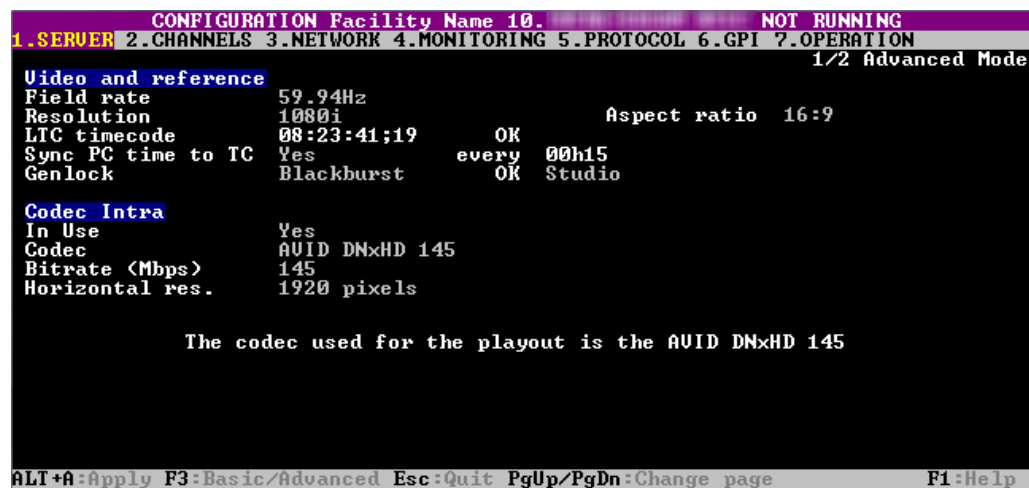 CONFIGURATION Facility Name 10. NOT RUNNING
1.SERVER 2.CHANNELS 3.NETWORK 4.MONITORING 5.PROTOCOL 6.GPI 7.OPERATION
1/2 Advanced Mode
Video and reference
Field rate 59.94Hz
Resolution 1080i Aspect ratio 16:9
LTC timecode 08:23:41;19 OK
Sync PC time to TC Yes every 00h15
Genlock Blackburst OK Studio
Codec Intra
In Use Yes
Codec AVID DNxHD 145
Bitrate (Mbps) 145
Horizontal res. 1920 pixels
The codec used for the playout is the AVID DNxHD 145
ALT+A:Apply F3:Basic/Advanced Esc:Quit PgUp/PgDn:Change page F1:Help